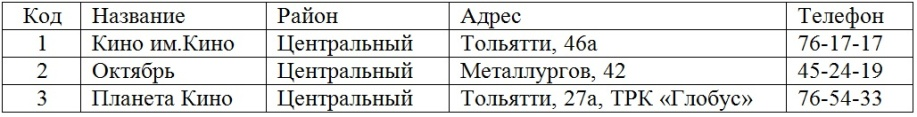 Код Название Район Адрес Телефон
1 Кино им.Кино Центральный Тольятти, 46а 76-17-17
2 Октябрь Центральный Металлургов, 42 45-24-19
3 Планета Кино Центральный Тольятти, 27а, ТРК «Глобус» 76-54-33